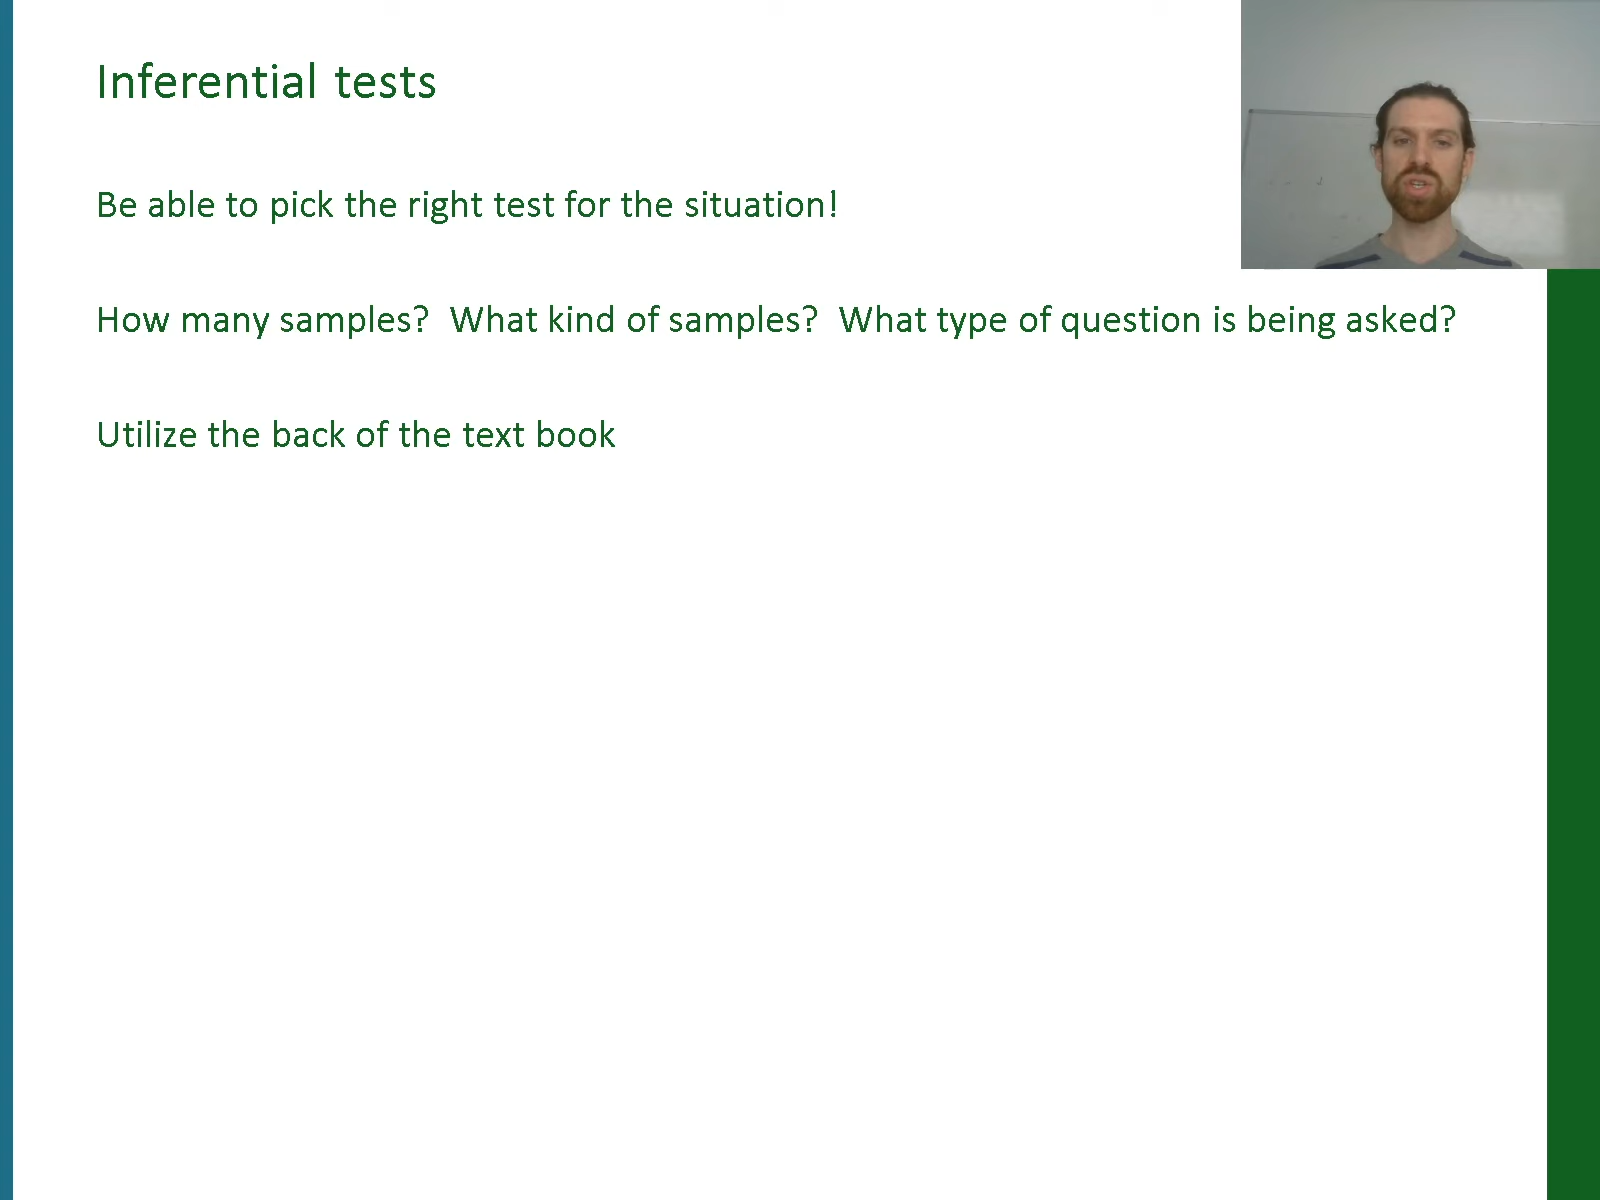 Inferential tests
Be able to pick the right test for the situation!
How many samples?  What kind of samples?  What type of question is being asked?
Utilize the back of the text book